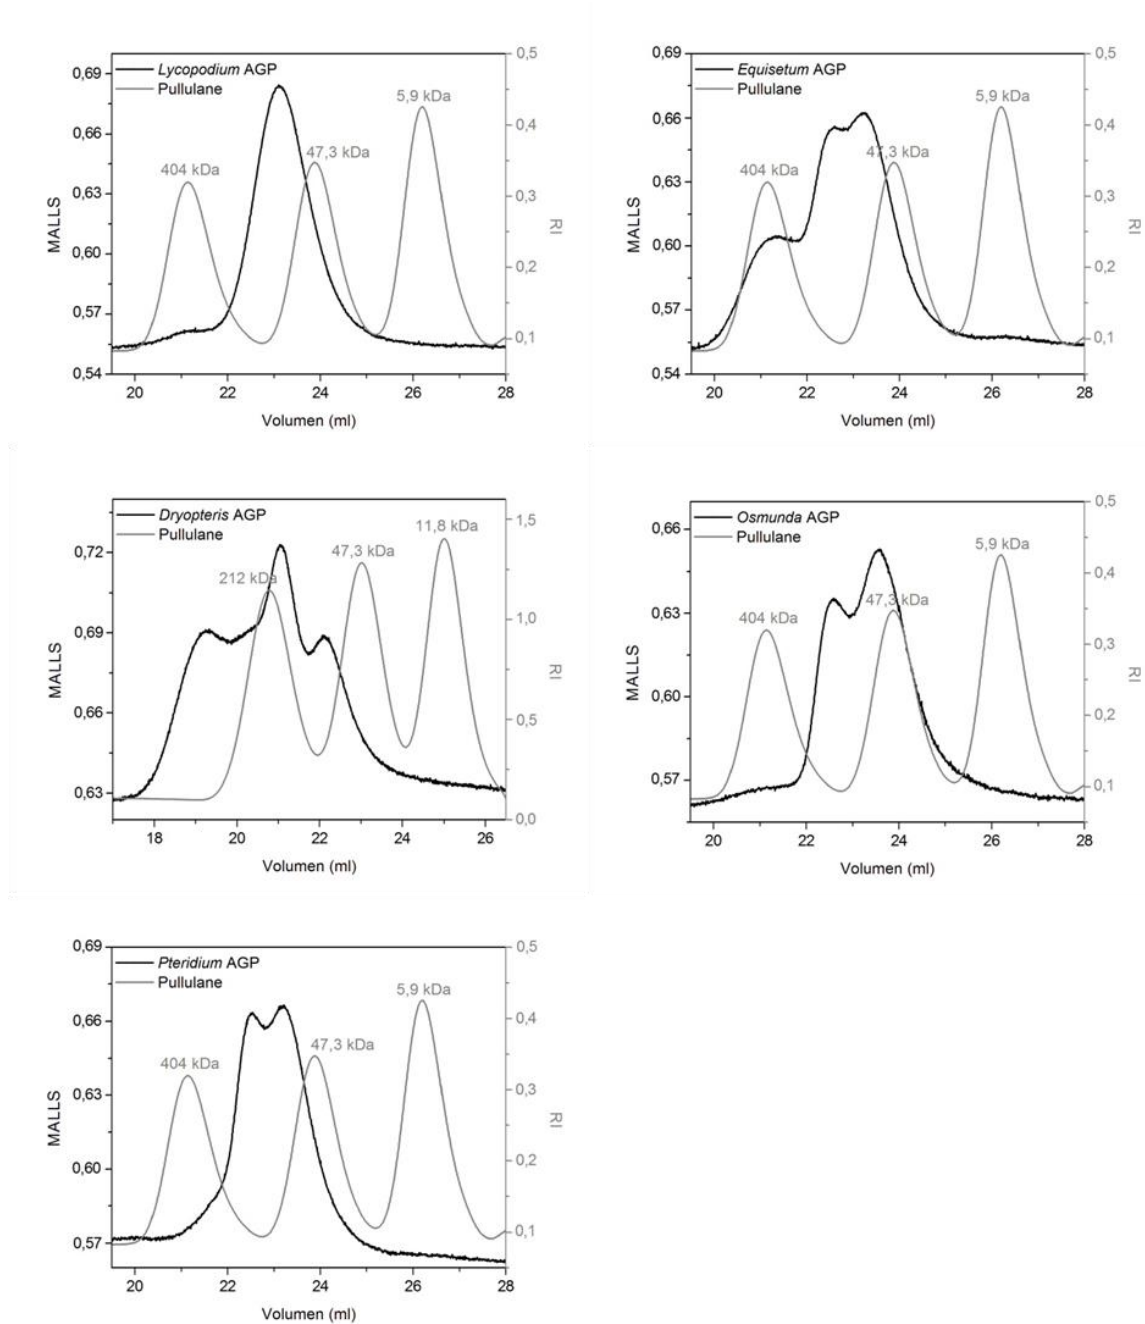 Lycopodium AGP
Pullulane
404 kDa
47,3 kDa
5,9 kDa
MALLS
0,69
0,66
0,63
0,60
0,57
0,54
RI
0,5
0,4
0,3
0,2
0,1
20 22 24 26 28
Volumen (ml)
Equisetum AGP
Pullulane
404 kDa
47,3 kDa
5,9 kDa
MALLS
0,69
0,66
0,63
0,60
0,57
0,54
RI
0,5
0,4
0,3
0,2
0,1
20 22 24 26 28
Volumen (ml)
Dryopteris AGP
Pullulane
212 kDa
47,3 kDa
11,8 kDa
MALLS
0,72
0,69
0,66
0,63
RI
1,5
1,0
0,5
0,0
18 20 22 24 26
Volumen (ml)
Osmunda AGP
Pullulane
404 kDa
47,3 kDa
5,9 kDa
MALLS
0,66
0,63
0,60
0,57
RI
0,5
0,4
0,3
0,2
0,1
20 22 24 26 28
Volumen (ml)
Pteridium AGP
Pullulane
404 kDa
47,3 kDa
5,9 kDa
MALLS
0,69
0,66
0,63
0,60
0,57
RI
0,5
0,4
0,3
0,2
0,1
20 22 24 26 28
Volumen (ml)